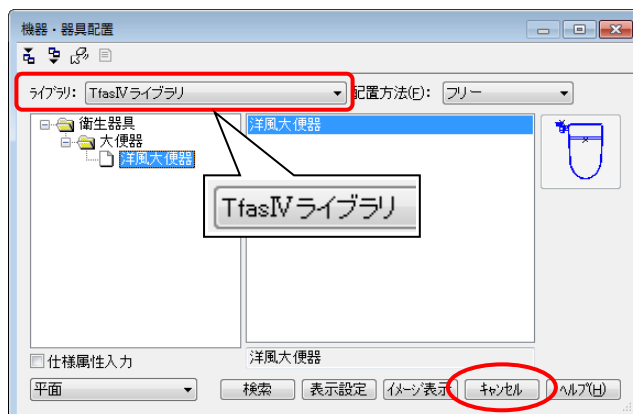 機器・器具配置
ライブラリ: TfasⅣライブラリ 配置方法(F): フリー
衛生器具
大便器
洋風大便器
洋風大便器
TfasⅣライブラリ
仕様属性入力
洋風大便器
平面 検索 表示設定 イメージ表示 キャンセル ヘルプ(H)